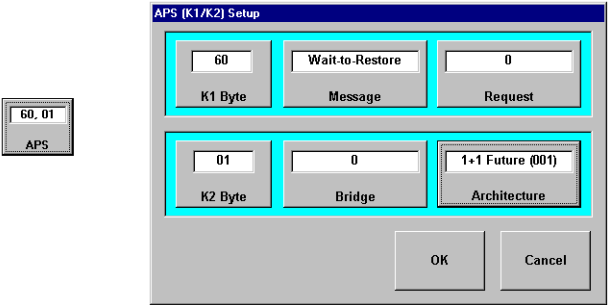 APS (K1/K2) Setup
60
Wait-to-Restore
0
K1 Byte
Message
Request
60, 01
APS
01
0
1+1 Future (001)
K2 Byte
Bridge
Architecture
OK
Cancel